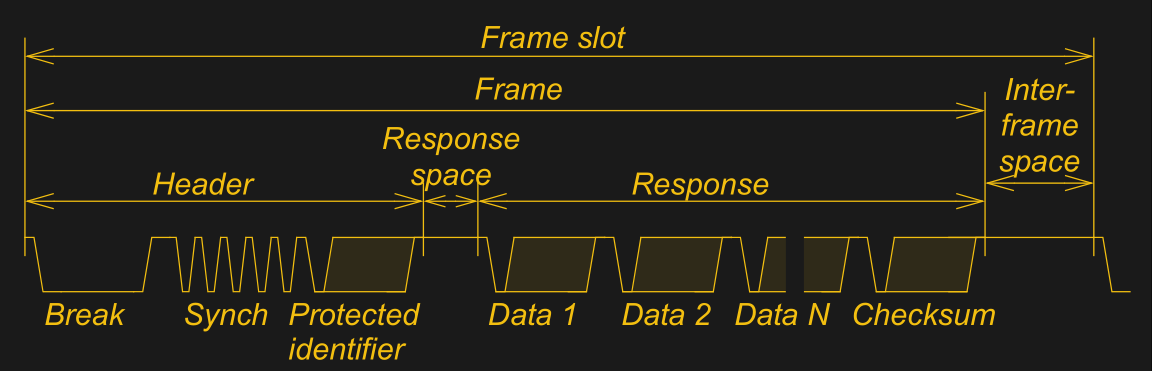 Frame slot
Frame
Inter-
frame
space
Response
space
Header
Response
Break
Synch
Protected
identifier
Data 1
Data 2
Data N
Checksum